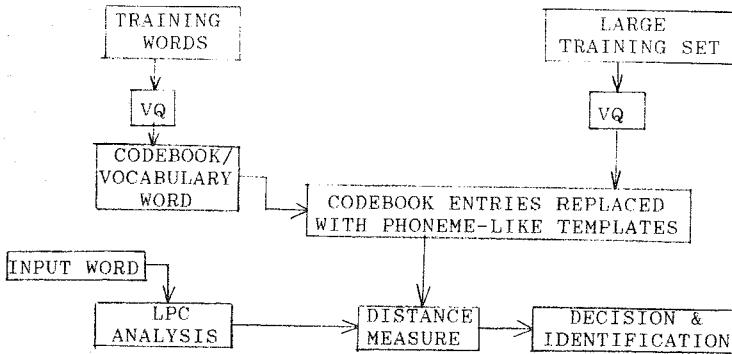 TRAINING
WORDS
LARGE
TRAINING SET
VQ
VQ
CODEBOOK/
VOCABULARY
WORD
CODEBOOK ENTRIES REPLACED
WITH PHONEME-LIKE TEMPLATES
INPUT WORD
LPC
ANALYSIS
DISTANCE
MEASURE
DECISION &
IDENTIFICATION